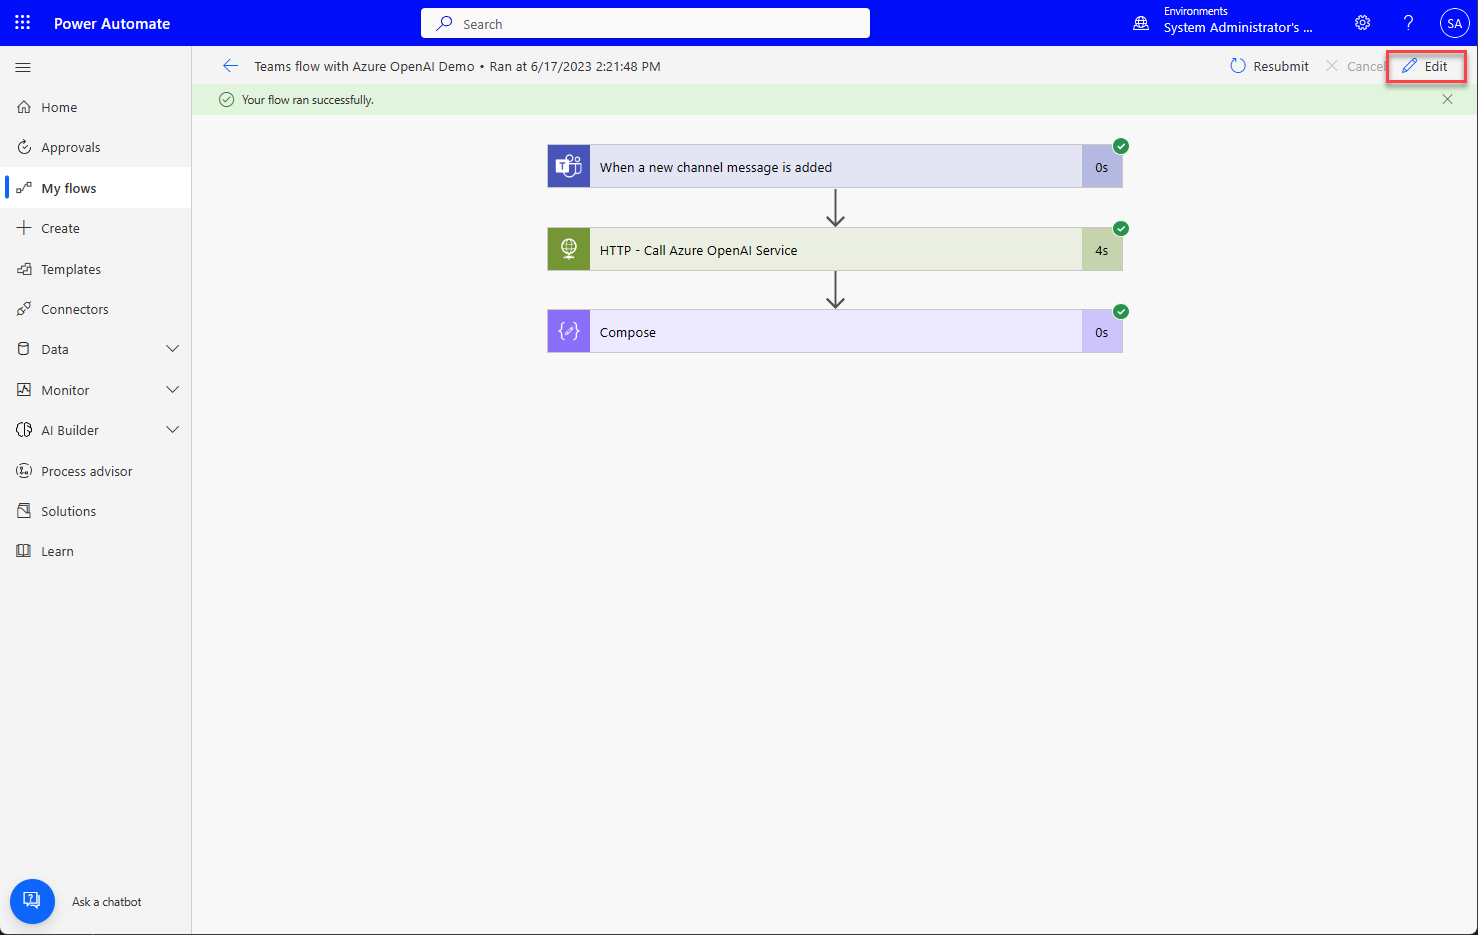 Power Automate
Search
Environments
System Administrator's ...
?
SA
Teams flow with Azure OpenAI Demo • Ran at 6/17/2023 2:21:48 PM
Resubmit
Cancel
Edit
Your flow ran successfully.
Home
Approvals
My flows
Create
Templates
Connectors
Data
Monitor
AI Builder
Process advisor
Solutions
Learn
T
When a new channel message is added
0s
HTTP - Call Azure OpenAI Service
4s
Compose
0s
Ask a chatbot